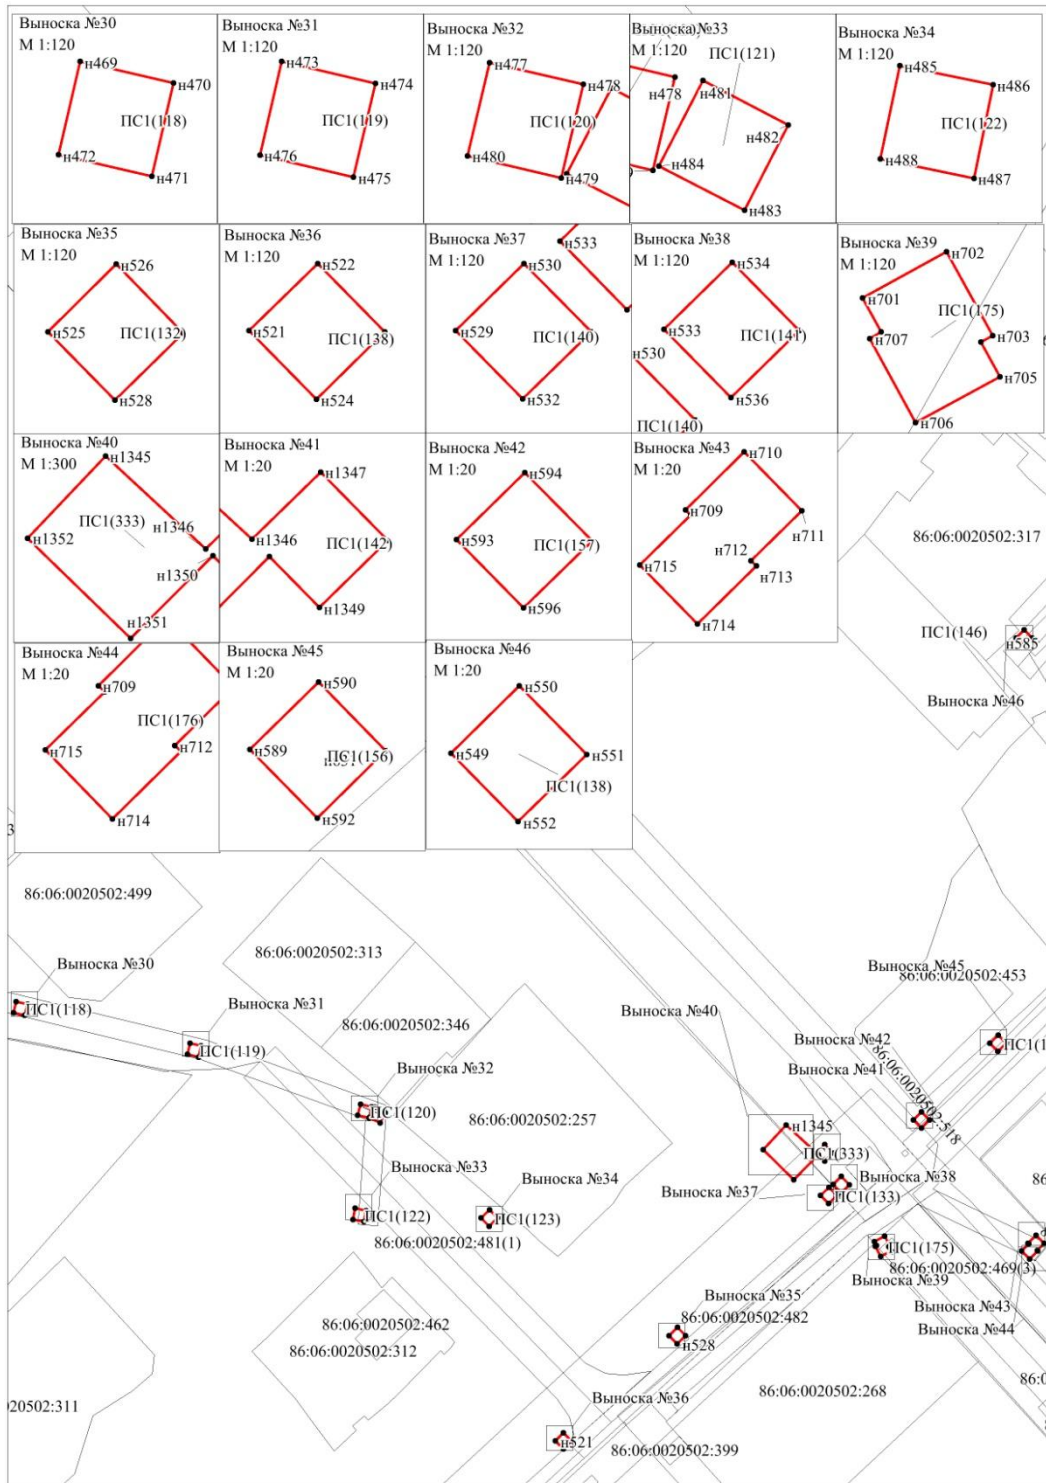 Выноска №30
М 1:120
н469
н470
ПС1(118)
н472
н471
Выноска №31
М 1:120
н473
н474
ПС1(119)
н476
н475
Выноска №32
М 1:120
н477
н478
ПС1(120)
н480
н479
Выноска №33
М 1:120
ПС1(121)
н478
н481
н482
н484
н483
Выноска №34
М 1:120
н485
н486
ПС1(122)
н488
н487
Выноска №35
М 1:120
н526
н525
ПС1(132)
н528
Выноска №36
М 1:120
н522
н521
ПС1(138)
н524
Выноска №37
М 1:120
н533
н530
н529
ПС1(140)
н532
Выноска №38
М 1:120
н534
н533
ПС1(141)
н530
н536
ПС1(140)
Выноска №39
М 1:120
н702
н701
ПС1(175)
н707
н703
н705
н706
Выноска №40
М 1:300
н1345
ПС1(333)
н1346
н1352
н1350
н1351
Выноска №41
М 1:20
н1347
н1346
ПС1(142)
н1349
Выноска №42
М 1:20
н594
н593
ПС1(157)
н596
Выноска №43
М 1:20
н710
н709
н711
н712
н715
н713
н714
Выноска №44
М 1:20
н709
ПС1(176)
н715
н712
н714
Выноска №45
М 1:20
н590
н589
ПС1(156)
н592
Выноска №46
М 1:20
н550
н549
н551
ПС1(138)
н552
86:06:0020502:317
ПС1(146)
н585
Выноска №46
86:06:0020502:499
86:06:0020502:313
Выноска №30
Выноска №45
86:06:0020502:453
Выноска №31
ПС1(118)
Выноска №40
86:06:0020502:346
Выноска №42
ПС1(119)
Выноска №32
Выноска №41
86:06:0020502:518
ПС1(120)
86:06:0020502:257
н1345
ПС1(333)
Выноска №33
Выноска №34
Выноска №38
Выноска №37
ПС1(133)
ПС1(122)
ПС1(123)
86:06:0020502:481(1)
ПС1(175)
86:06:0020502:469(3)
Выноска №39
Выноска №35
Выноска №43
86:06:0020502:482
86:06:0020502:462
Выноска №44
н528
86:06:0020502:312
86:06:0020502:268
Выноска №36
020502:311
н521
86:06:0020502:399